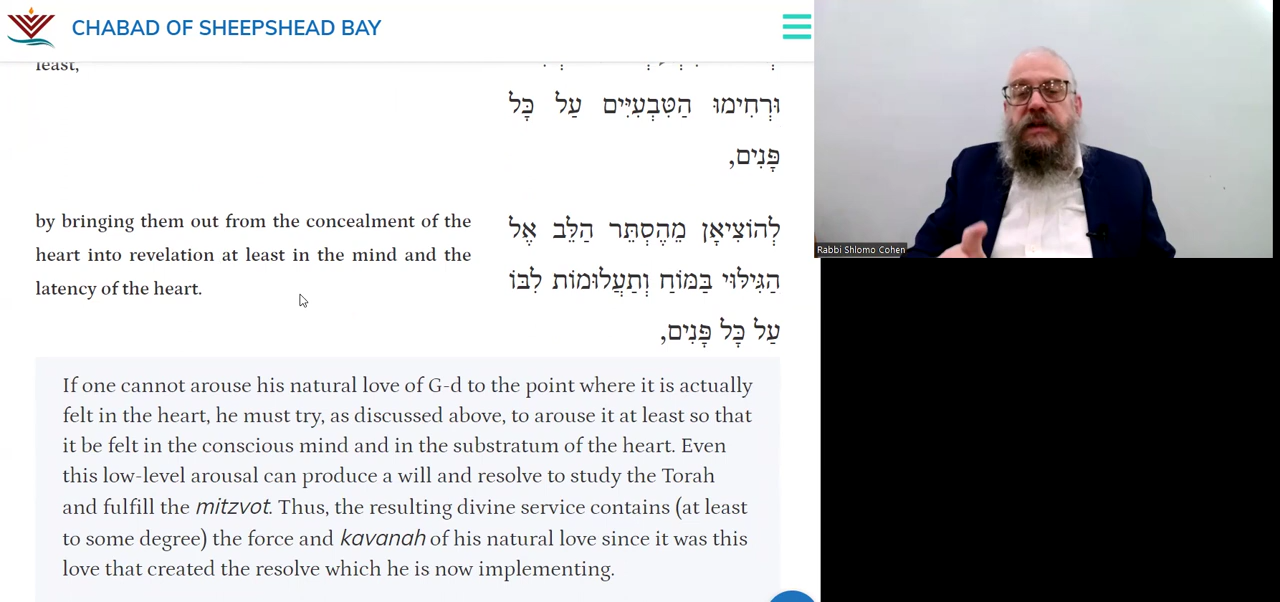 CHABAD OF SHEEPSHEAD BAY
least,
וּרְחִימוּ הַטִּבְעִיִּים עַל כָּל
פָּנִים,
by bringing them out from the concealment of the
heart into revelation at least in the mind and the
latency of the heart.
לְהוֹצִיאָן מֵהֶסְתֵּר הַלֵּב אֶל
הַגִּילּוּי בַּמּוֹחַ וְתַעֲלוּמוֹת לִבּוֹ
עַל כָּל פָּנִים,
If one cannot arouse his natural love of G-d to the point where it is actually
felt in the heart, he must try, as discussed above, to arouse it at least so that
it be felt in the conscious mind and in the substratum of the heart. Even
this low-level arousal can produce a will and resolve to study the Torah
and fulfill the mitzvot. Thus, the resulting divine service contains (at least
to some degree) the force and kavanah of his natural love since it was this
love that created the resolve which he is now implementing.
Rabbi Shlomo Cohen